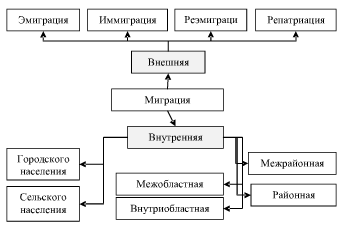 Эмиграция
Иммиграция
Реэмиграци
Репатриация
Внешняя
Миграция
Внутренняя
Городского
населения
Сельского
населения
Межобластная
Внутриобластная
Межрайонная
Районная